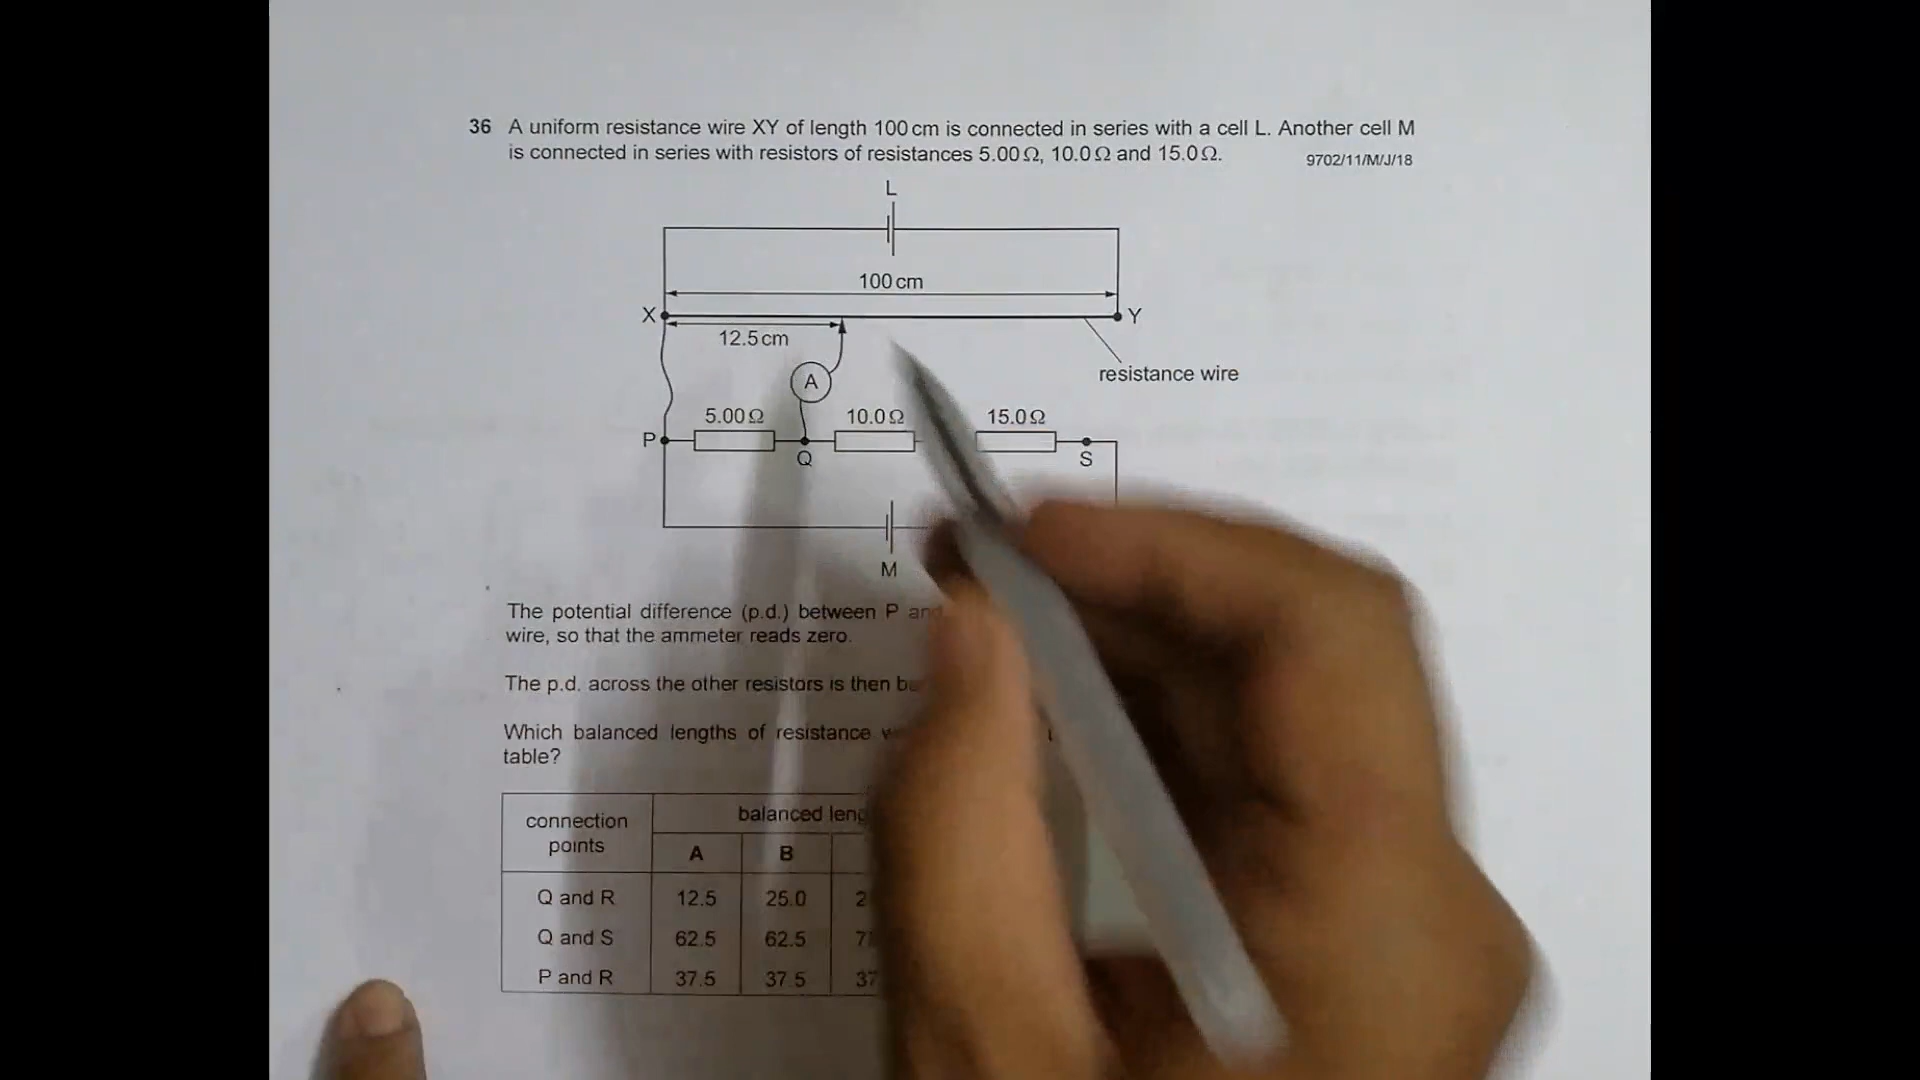 36 A uniform resistance wire XY of length 100 cm is connected in series with a cell L. Another cell M
is connected in series with resistors of resistances 5.00 Ω, 10.0 Ω and 15.0 Ω.
9702/11/M/J/18
L
100 cm
X
Y
12.5 cm
resistance wire
A
5.00 Ω
10.0 Ω
15.0 Ω
P
Q
S
M
The potential difference (p.d.) between P and
wire, so that the ammeter reads zero.
The p.d. across the other resistors is then
Which balanced lengths of resistance
table?
connection
points
balanced
A
B
Q and R 12.5 25.0
Q and S 62.5 62.5
P and R 37.5 37.5